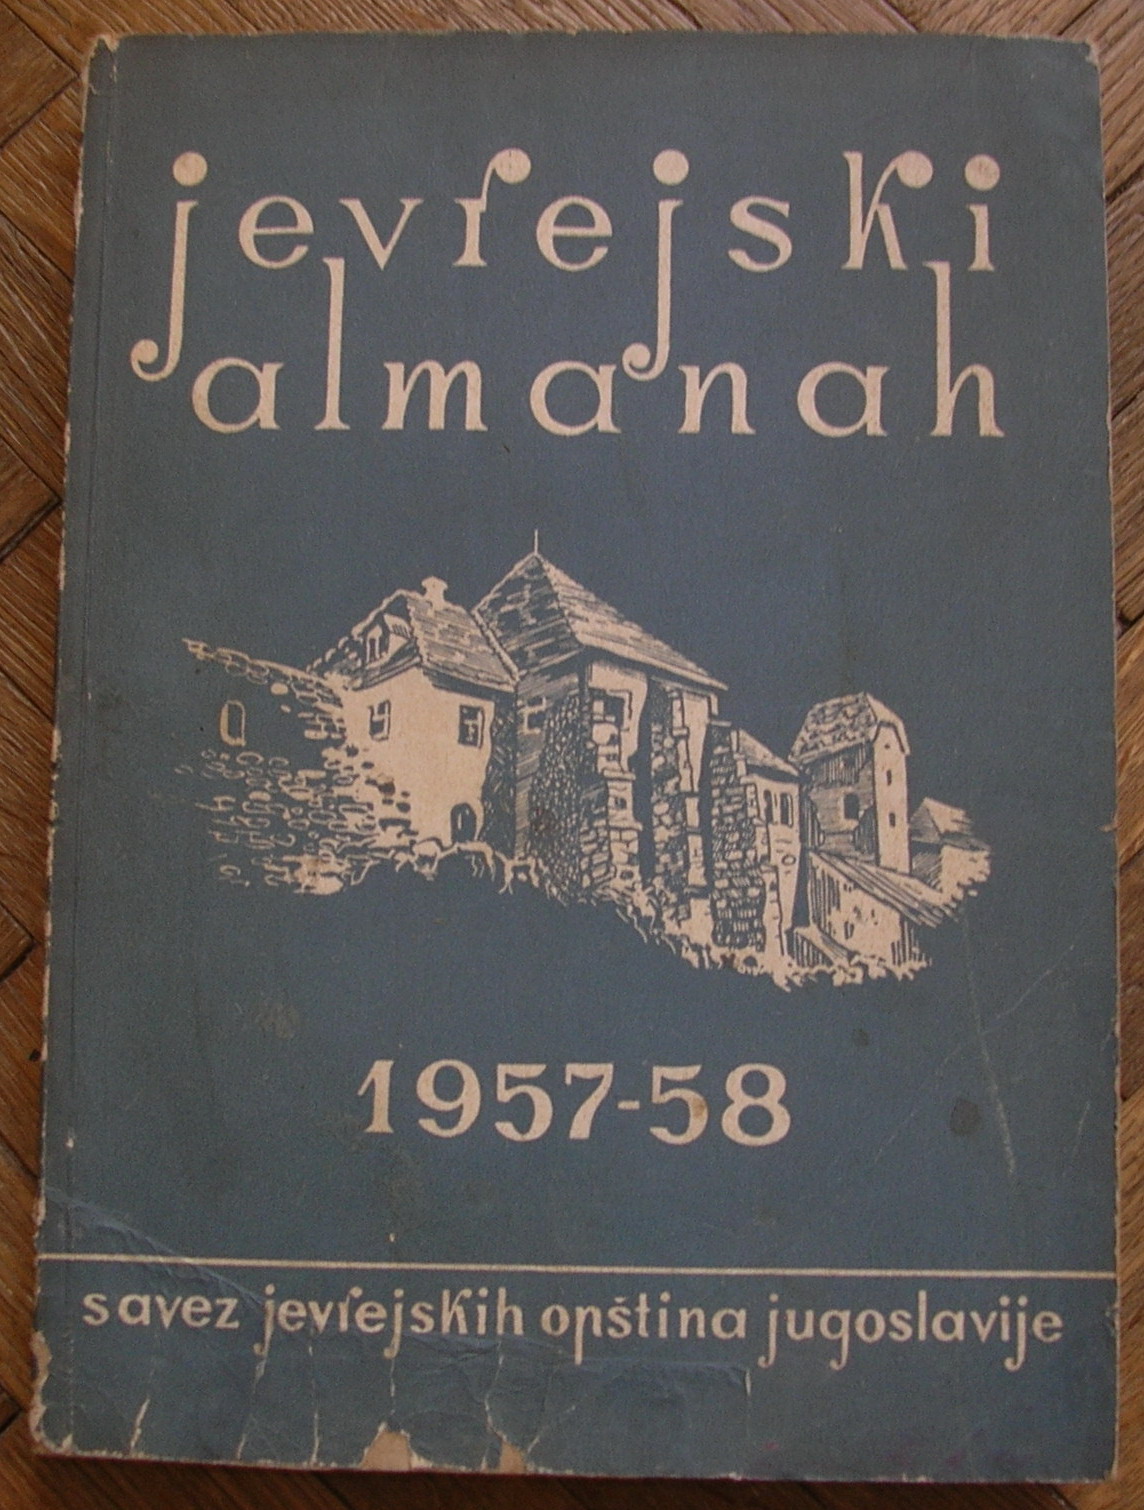 jevrejski
almanah
1957-58
savez jevrejskih opština jugoslavije